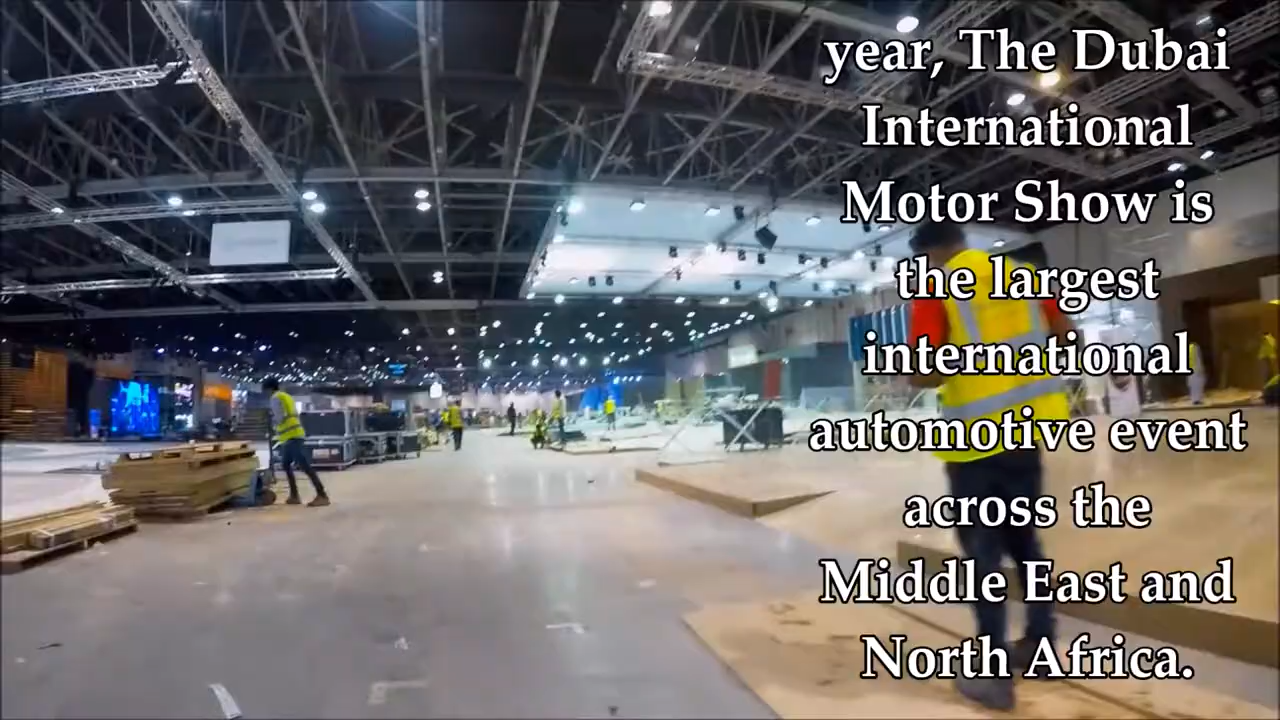 year, The Dubai
International
Motor Show is
the largest
international
automotive event
across the
Middle East and
North Africa.